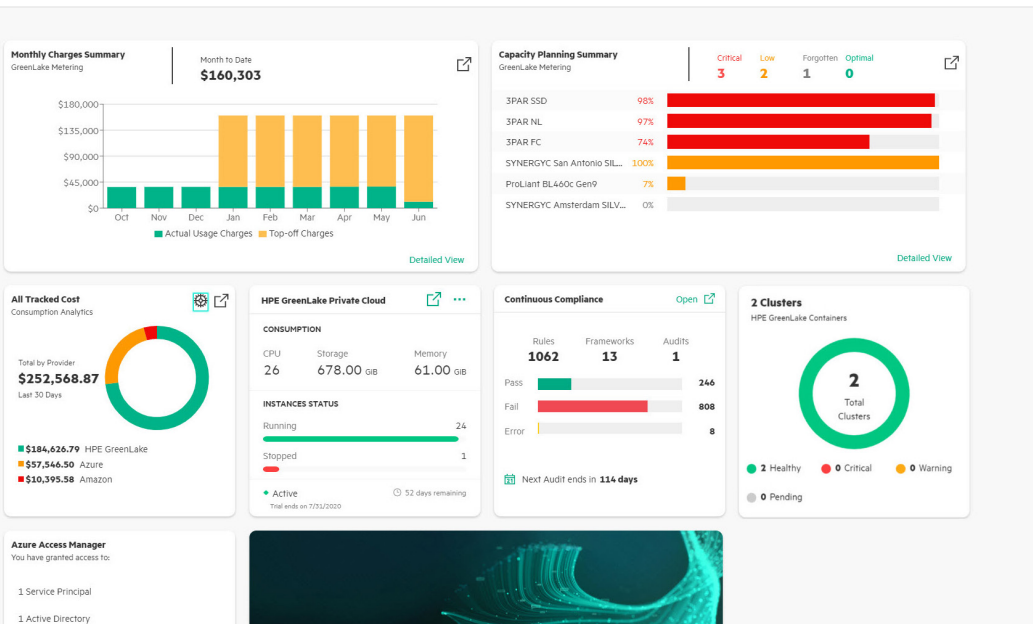 Monthly Charges Summary
GreenLake Metering
Month to Date
$160,303
$180,000
$135,000
$90,000
$45,000
$0
Oct Nov Dec Jan Feb Mar Apr May Jun
Actual Usage Charges Top-off Charges
Detailed View
Capacity Planning Summary
GreenLake Metering
Critical Low Forgotten Optimal
3 2 1 0
3PAR SSD 98%
3PAR NL 97%
3PAR FC 74%
SYNERGYC San Antonio SIL... 100%
ProLiant BL460c Gen9 7%
SYNERGYC Amsterdam SILV... 0%
Detailed View
All Tracked Cost
Consumption Analytics
Total by Provider
$252,568.87
Last 30 Days
$184,626.79 HPE GreenLake
$57,546.50 Azure
$10,395.58 Amazon
HPE GreenLake Private Cloud
CONSUMPTION
CPU Storage Memory
26 678.00 GiB 61.00 GiB
INSTANCES STATUS
Running 24
Stopped 1
Active 52 days remaining
Trial ends on 7/31/2020
Continuous Compliance Open
Rules Frameworks Audits
1062 13 1
Pass 246
Fail 808
Error 8
Next Audit ends in 114 days
2 Clusters
HPE GreenLake Containers
2
Total
Clusters
2 Healthy 0 Critical 0 Warning
0 Pending
Azure Access Manager
You have granted access to:
1 Service Principal
1 Active Directory